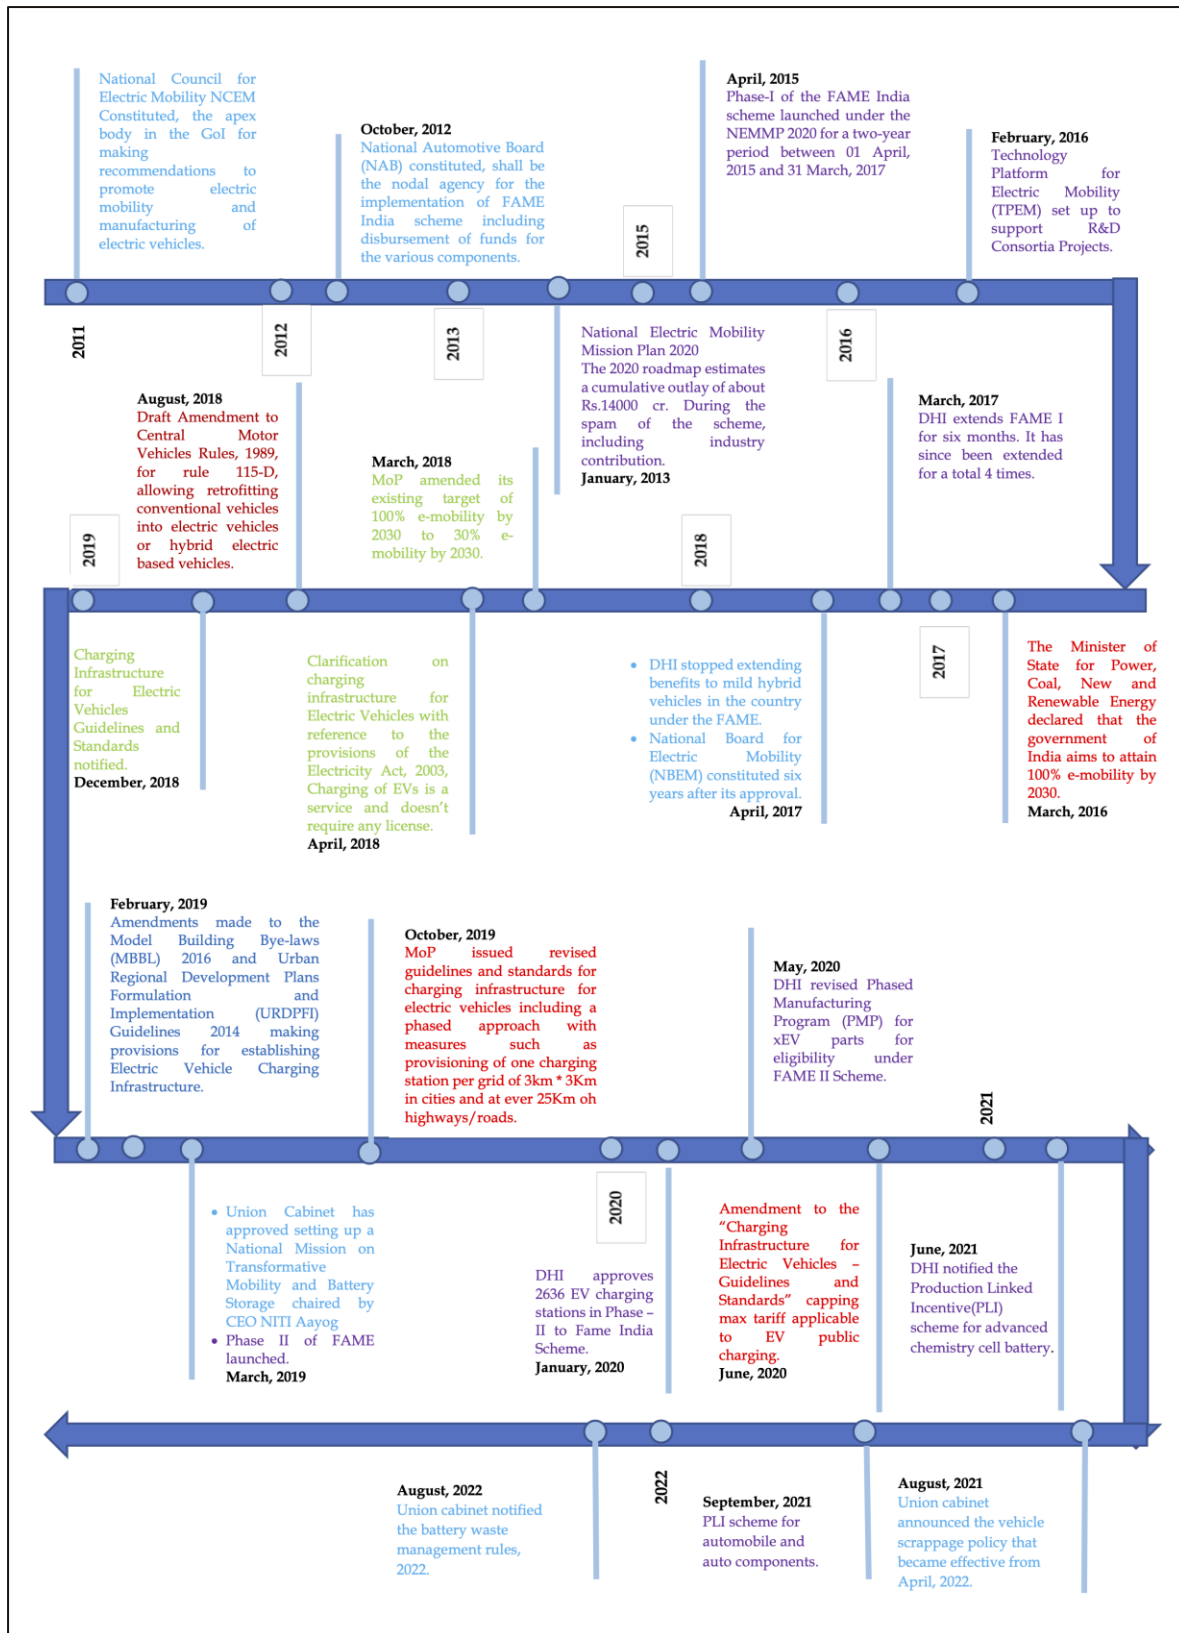 National Council for
Electric Mobility NCEM
Constituted, the apex
body in the GoI for
making
recommendations to
promote electric
mobility and
manufacturing of
electric vehicles.
October, 2012
National Automotive Board
(NAB) constituted, shall be
the nodal agency for the
implementation of FAME
India scheme including
disbursement of funds for
the various components.
April, 2015
Phase-I of the FAME India
scheme launched under the
NEMMP 2020 for a two-year
period between 01 April,
2015 and 31 March, 2017
February, 2016
Technology
Platform for
Electric Mobility
(TPEM) set up to
support R&D
Consortia Projects.
2011
2012
2013
2015
2016
National Electric Mobility
Mission Plan 2020
The 2020 roadmap estimates
a cumulative outlay of about
Rs.14000 cr. During the
spam of the scheme,
including industry
contribution.
January, 2013
March, 2017
DHI extends FAME I
for six months. It has
since been extended
for a total 4 times.
August, 2018
Draft Amendment to
Central Motor
Vehicles Rules, 1989,
for rule 115-D,
allowing retrofitting
conventional vehicles
into electric vehicles
or hybrid electric
based vehicles.
March, 2018
MoP amended its
existing target of
100% e-mobility by
2030 to 30% e-
mobility by 2030.
2019
2018
2017
Charging
Infrastructure
for Electric
Vehicles
Guidelines and
Standards
notified.
December, 2018
Clarification on
charging
infrastructure for
Electric Vehicles with
reference to the
provisions of the
Electricity Act, 2003,
Charging of EVs is a
service and doesn't
require any license.
April, 2018
• DHI stopped extending
benefits to mild hybrid
vehicles in the country
under the FAME.
• National Board for
Electric Mobility
(NBEM) constituted six
years after its approval.
April, 2017
The Minister of
State for Power,
Coal, New and
Renewable Energy
declared that the
government of
India aims to attain
100% e-mobility by
2030.
March, 2016
February, 2019
Amendments made to the
Model Building Bye-laws
(MBBL) 2016 and Urban
Regional Development Plans
Formulation and
Implementation (URDPFI)
Guidelines 2014 making
provisions for establishing
Electric Vehicle Charging
Infrastructure.
October, 2019
MoP issued revised
guidelines and standards for
charging infrastructure for
electric vehicles including a
phased approach with
measures such as
provisioning of one charging
station per grid of 3km * 3Km
in cities and at ever 25Km oh
highways/roads.
May, 2020
DHI revised Phased
Manufacturing
Program (PMP) for
xEV parts for
eligibility under
FAME II Scheme.
2021
2020
• Union Cabinet has
approved setting up a
National Mission on
Transformative
Mobility and Battery
Storage chaired by
CEO NITI Aayog
• Phase II of FAME
launched.
March, 2019
DHI approves
2636 EV charging
stations in Phase –
II to Fame India
Scheme.
January, 2020
Amendment to the
“Charging
Infrastructure for
Electric Vehicles –
Guidelines and
Standards” capping
max tariff applicable
to EV public
charging.
June, 2020
June, 2021
DHI notified the
Production Linked
Incentive(PLI)
scheme for advanced
chemistry cell battery.
August, 2022
Union cabinet notified
the battery waste
management rules,
2022.
2022
September, 2021
PLI scheme for
automobile and
auto components.
August, 2021
Union cabinet
announced the vehicle
scrappage policy that
became effective from
April, 2022.